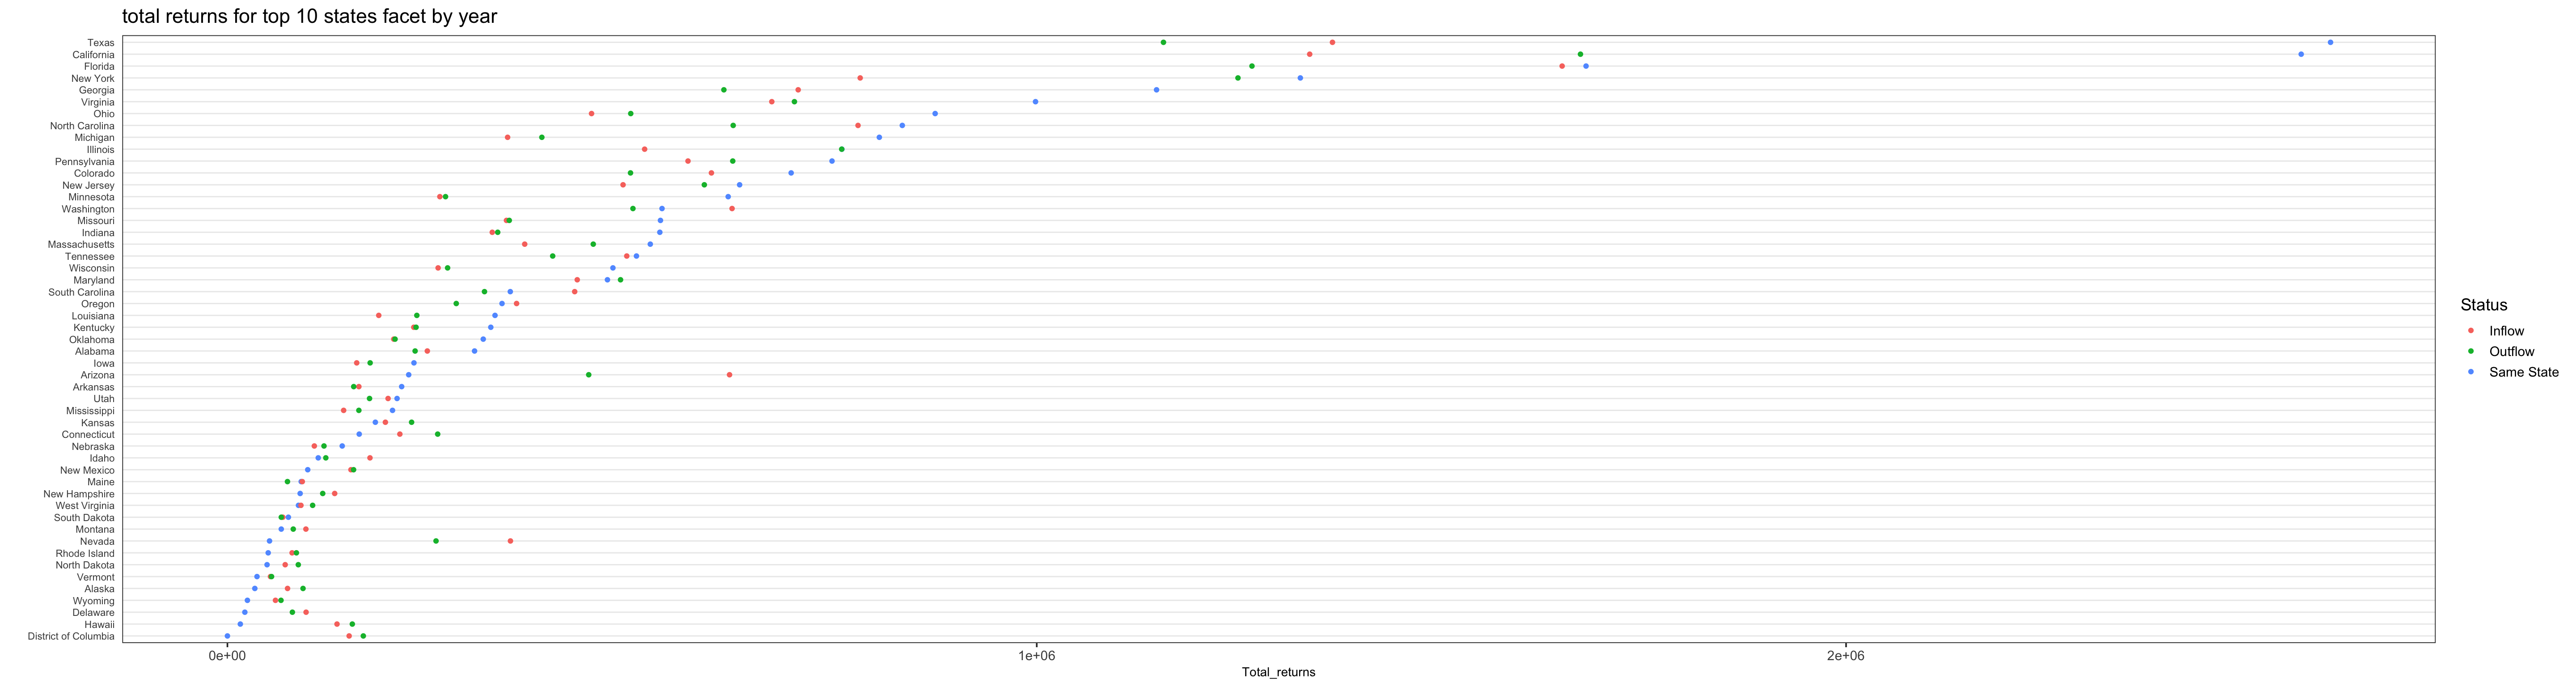 total returns for top 10 states facet by year
Texas
California
Florida
New York
Georgia
Virginia
Ohio
North Carolina
Michigan
Illinois
Pennsylvania
Colorado
New Jersey
Minnesota
Washington
Missouri
Indiana
Massachusetts
Tennessee
Wisconsin
Maryland
South Carolina
Oregon
Louisiana
Kentucky
Oklahoma
Alabama
Iowa
Arizona
Arkansas
Utah
Mississippi
Kansas
Connecticut
Nebraska
Idaho
New Mexico
Maine
New Hampshire
West Virginia
South Dakota
Montana
Nevada
Rhode Island
North Dakota
Vermont
Alaska
Wyoming
Delaware
Hawaii
District of Columbia
0e+00 1e+06 2e+06
Total_returns
Status
Inflow
Outflow
Same State